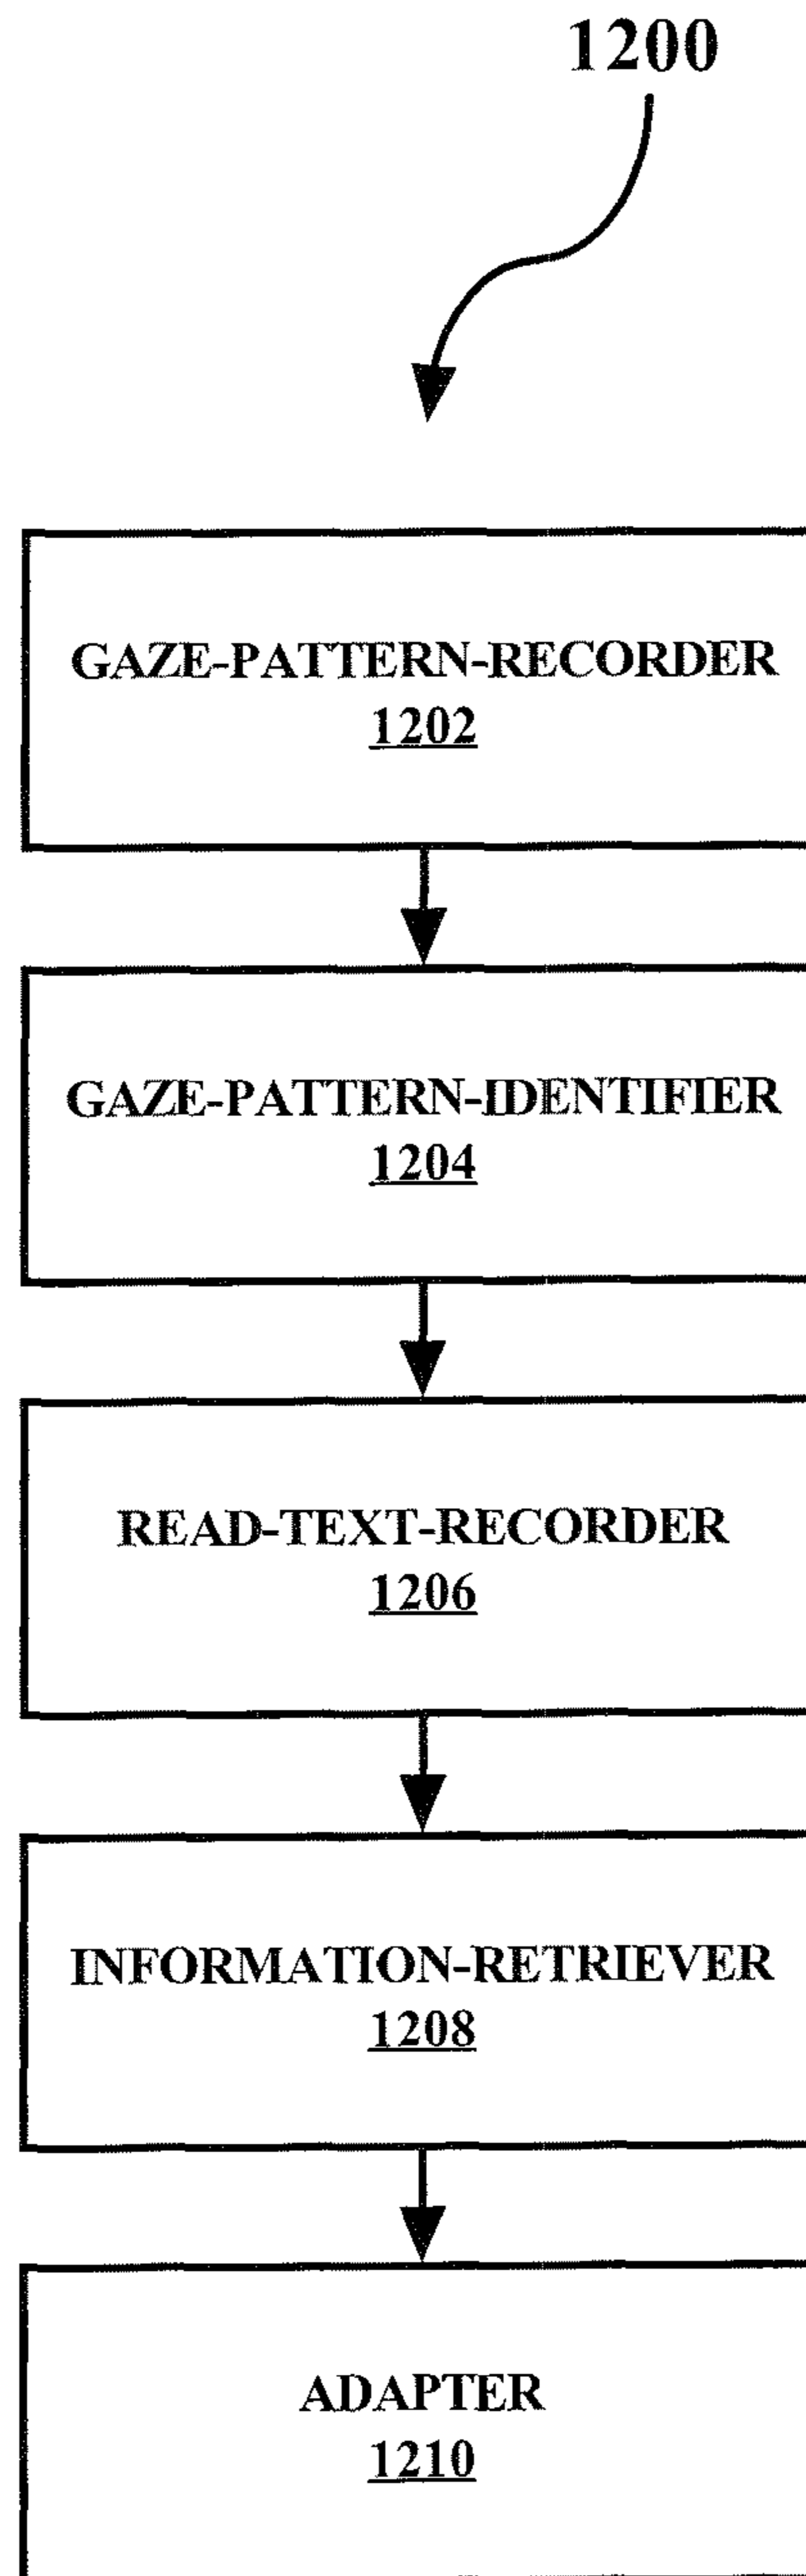 1200
GAZE-PATTERN-RECORDER
1202
GAZE-PATTERN-IDENTIFIER
1204
READ-TEXT-RECORDER
1206
INFORMATION-RETRIEVER
1208
ADAPTER
1210